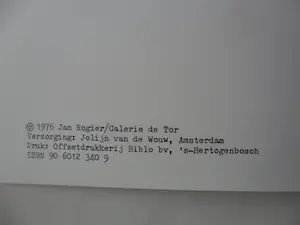 © 1976 Jan Rogier/Galerie de Tor
Verzorging: Jolijn van de Wouw, Amsterdam
Druk: Offsetdrukkerij Biblo bv, 's-Hertogenbosch
ISBN 90 6012 340 9